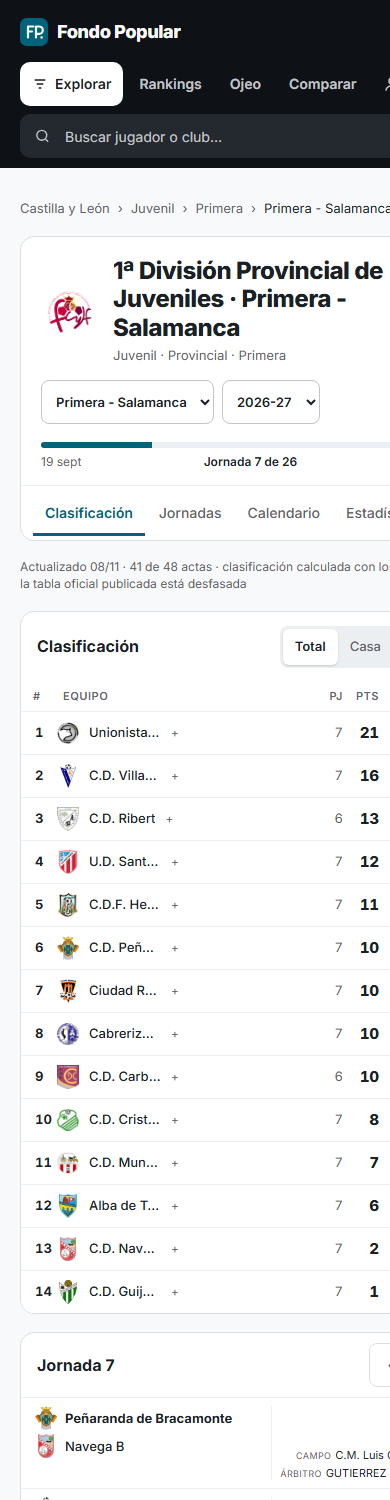 FP. Fondo Popular
Explorar Rankings Ojeo Comparar
Buscar jugador o club...
Castilla y León › Juvenil › Primera › Primera - Salamanca
1ª División Provincial de
Juveniles · Primera -
Salamanca
Juvenil · Provincial · Primera
Primera - Salamanca 2026-27
19 sept Jornada 7 de 26
Clasificación Jornadas Calendario Estadís
Actualizado 08/11 · 41 de 48 actas · clasificación calculada con los
la tabla oficial publicada está desfasada
Clasificación Total Casa
# EQUIPO PJ PTS
1 Unionista... + 7 21
2 C.D. Villa... + 7 16
3 C.D. Ribert + 6 13
4 U.D. Sant... + 7 12
5 C.D.F. He... + 7 11
6 C.D. Peñ... + 7 10
7 Ciudad R... + 7 10
8 Cabreriz... + 7 10
9 C.D. Carb... + 6 10
10 C.D. Crist... + 7 8
11 C.D. Mun... + 7 7
12 Alba de T... + 7 6
13 C.D. Nav... + 7 2
14 C.D. Guij... + 7 1
Jornada 7
Peñaranda de Bracamonte
Navega B
CAMPO C.M. Luis
ÁRBITRO GUTIERREZ